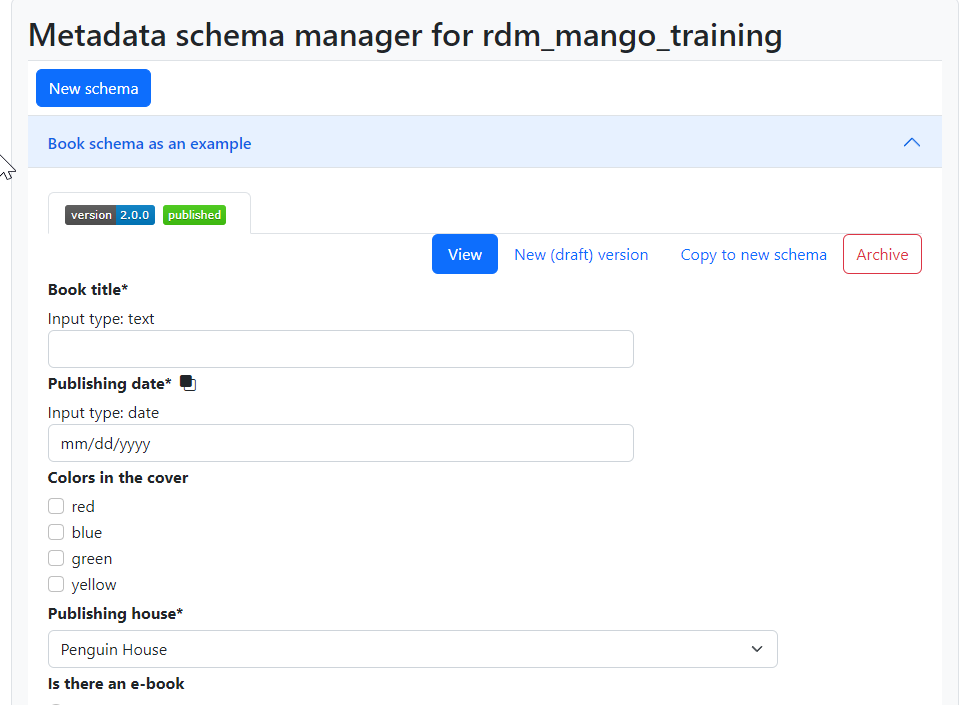 Metadata schema manager for rdm_mango_training
New schema
Book schema as an example
version 2.0.0 published
View New (draft) version Copy to new schema Archive
Book title*
Input type: text
Publishing date*
Input type: date
mm/dd/yyyy
Colors in the cover
red
blue
green
yellow
Publishing house*
Penguin House
Is there an e-book